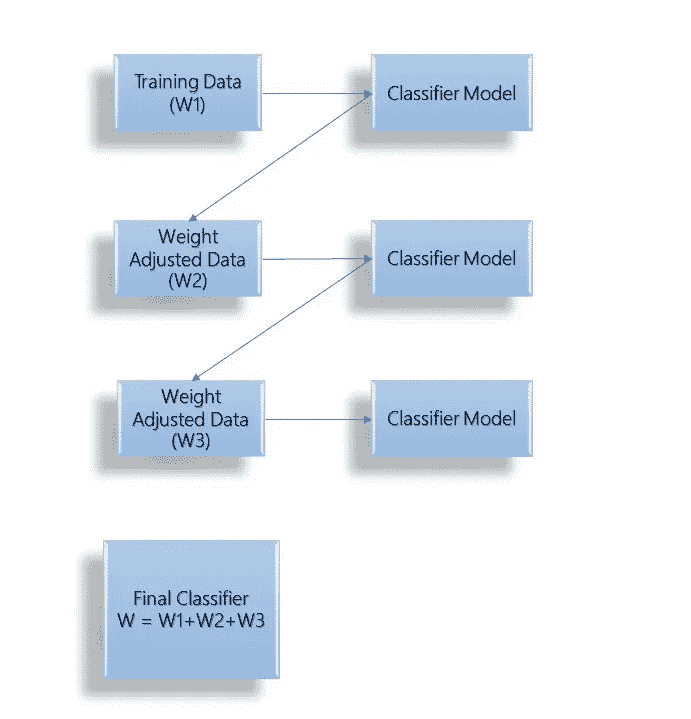 Training Data
(W1)
Classifier Model
Weight
Adjusted Data
(W2)
Classifier Model
Weight
Adjusted Data
(W3)
Classifier Model
Final Classifier
W = W1+W2+W3